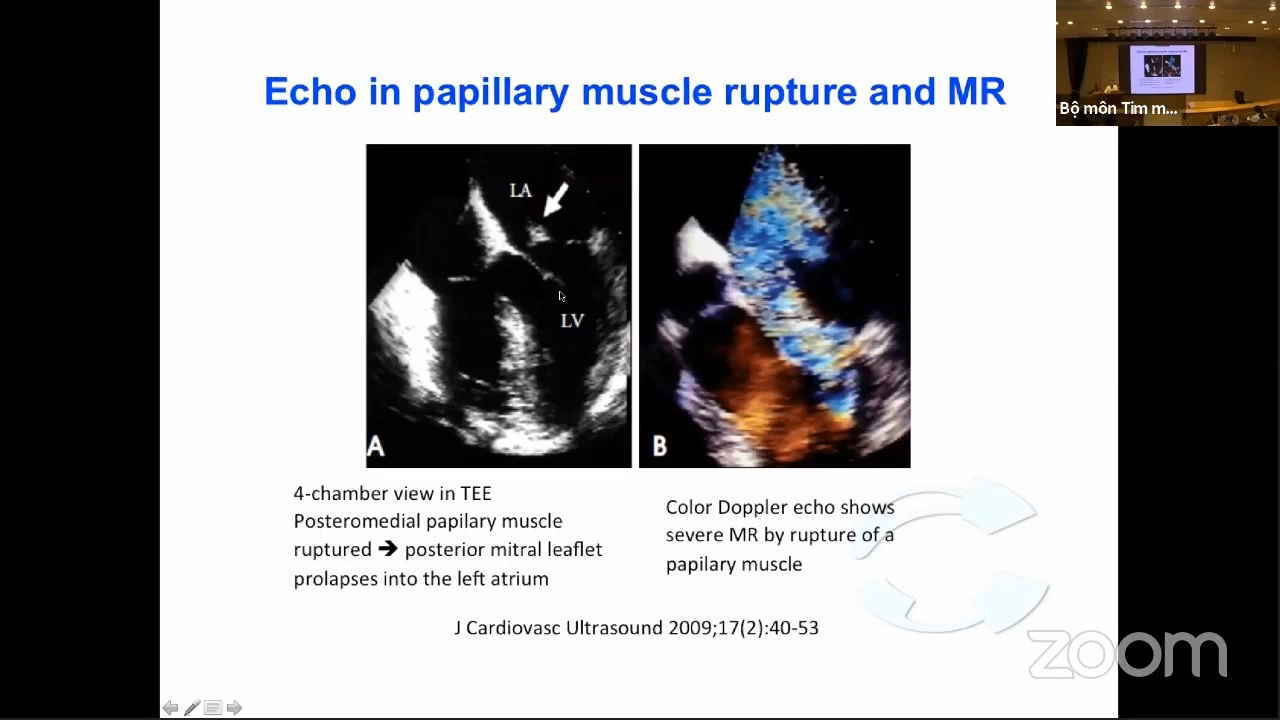 Echo in papillary muscle rupture and MR
Bộ môn Tim m...
LA
LV
A
B
4-chamber view in TEE
Posteromedial papilary muscle
ruptured ➔ posterior mitral leaflet
prolapses into the left atrium
Color Doppler echo shows
severe MR by rupture of a
papilary muscle
J Cardiovasc Ultrasound 2009;17(2):40-53
zoom